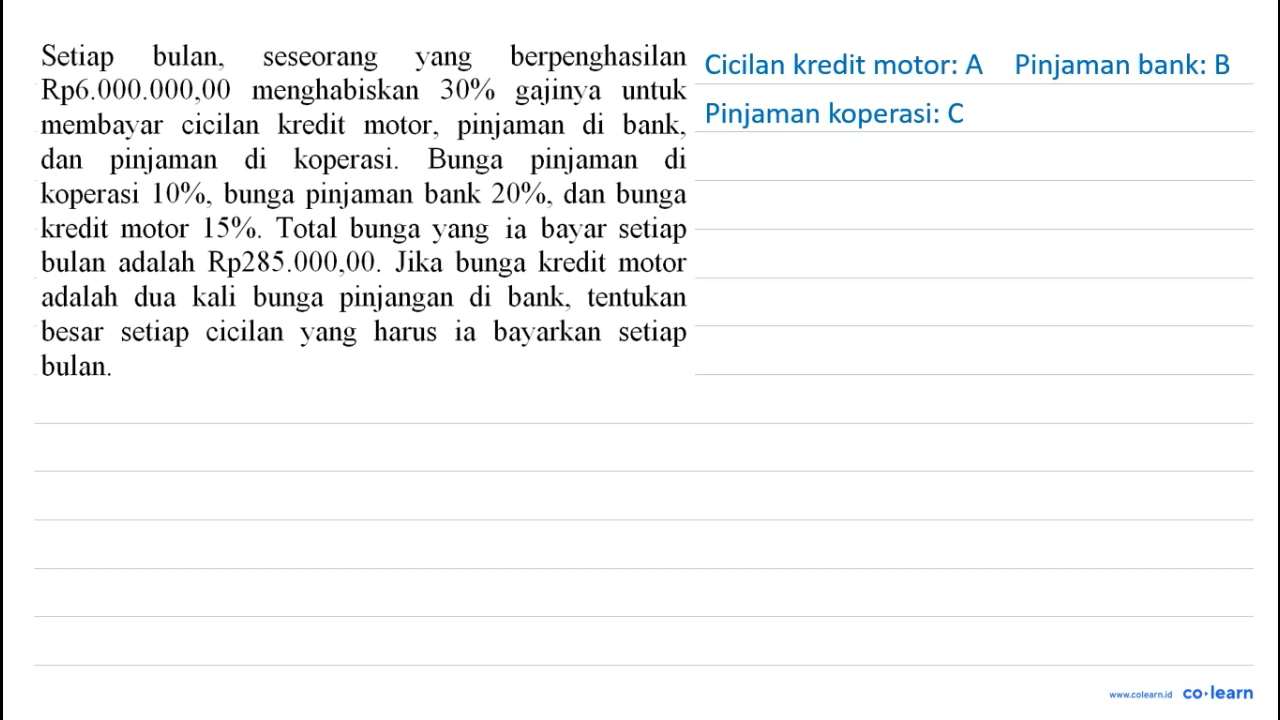 Setiap bulan, seseorang yang berpenghasilan
Rp6.000.000,00 menghabiskan 30% gajinya untuk
membayar cicilan kredit motor, pinjaman di bank,
dan pinjaman di koperasi. Bunga pinjaman di
koperasi 10%, bunga pinjaman bank 20%, dan bunga
kredit motor 15%. Total bunga yang ia bayar setiap
bulan adalah Rp285.000,00. Jika bunga kredit motor
adalah dua kali bunga pinjangan di bank, tentukan
besar setiap cicilan yang harus ia bayarkan setiap
bulan.
Cicilan kredit motor: A Pinjaman bank: B
Pinjaman koperasi: C
www.colearn.id co·learn